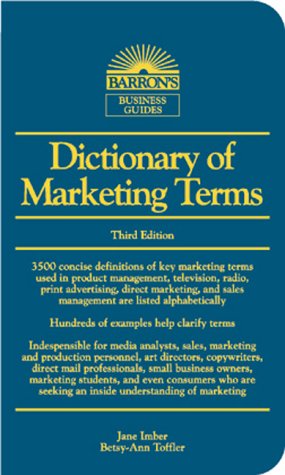 BARRON'S
BUSINESS
GUIDES
Dictionary of
Marketing Terms
Third Edition
3500 concise definitions of key marketing terms
used in product management, television, radio,
print advertising, direct marketing, and sales
management are listed alphabetically
Hundreds of examples help clarify terms
Indespensible for media analysts, sales, marketing
and production personnel, art directors, copywriters,
direct mail professionals, small business owners,
marketing students, and even consumers who are
seeking an inside understanding of marketing
Jane Imber
Betsy-Ann Toffler